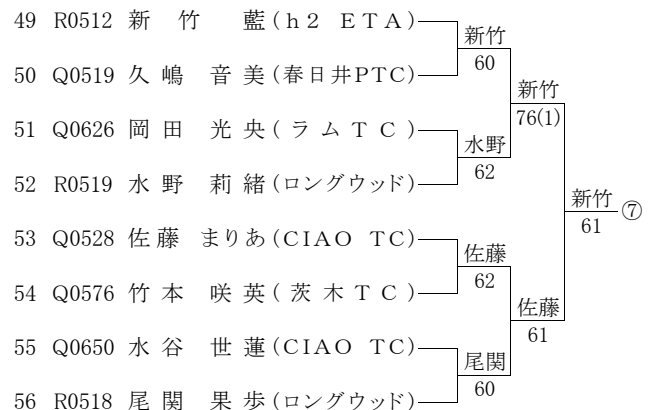 49 R0512 新竹 藍(h2 ETA)
新竹
60
50 Q0519 久嶋 音美(春日井PTC)
新竹
76(1)
51 Q0626 岡田 光央(ラムTC)
水野
62
52 R0519 水野 莉緒(ロングウッド)
新竹 ⑦
61
53 Q0528 佐藤 まりあ(CIAO TC)
佐藤
62
54 Q0576 竹本 咲英(茨木TC)
佐藤
61
55 Q0650 水谷 世蓮(CIAO TC)
尾関
60
56 R0518 尾関 果歩(ロングウッド)